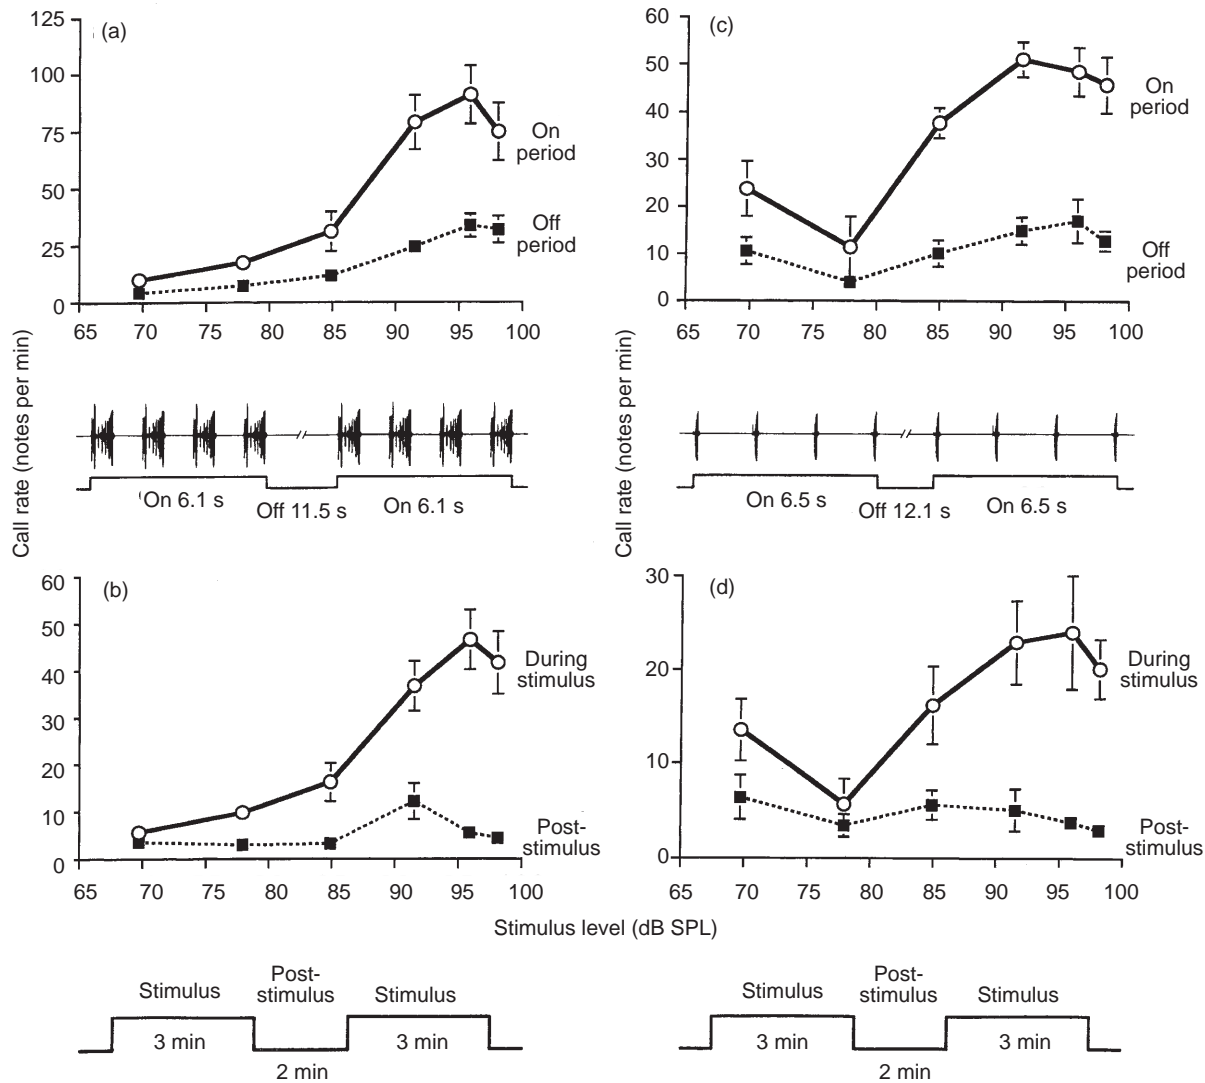 (a)
125
100
75
50
25
0
On
period
Off
period
65 70 75 80 85 90 95 100
(c)
60
50
40
30
20
10
0
On
period
Off
period
65 70 75 80 85 90 95 100
Call rate (notes per min)
On 6.1 s
Off 11.5 s
On 6.1 s
Call rate (notes per min)
On 6.5 s
Off 12.1 s
On 6.5 s
(b)
60
50
40
30
20
10
0
During
stimulus
Post-
stimulus
65 70 75 80 85 90 95 100
(d)
30
20
10
0
During
stimulus
Post-
stimulus
65 70 75 80 85 90 95 100
Stimulus level (dB SPL)
Stimulus
Post-
stimulus
Stimulus
3 min
2 min
3 min
Stimulus
Post-
stimulus
Stimulus
3 min
2 min
3 min